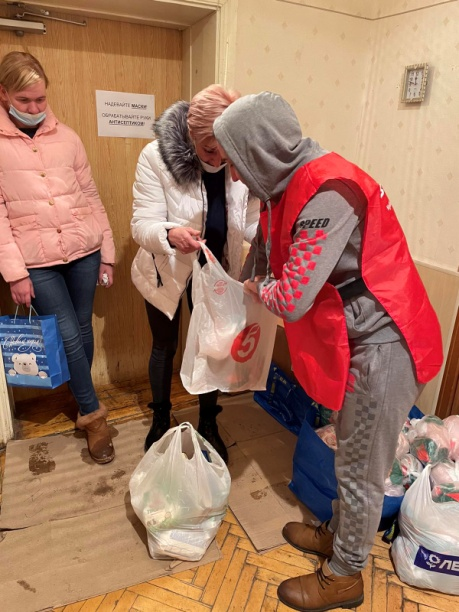 НАДЕВАЙТЕ МАСКИ
ОБРАБАТЫВАЙТЕ РУКИ
АНТИСЕПТИКОМ!
SPEED
5
ЛЕ